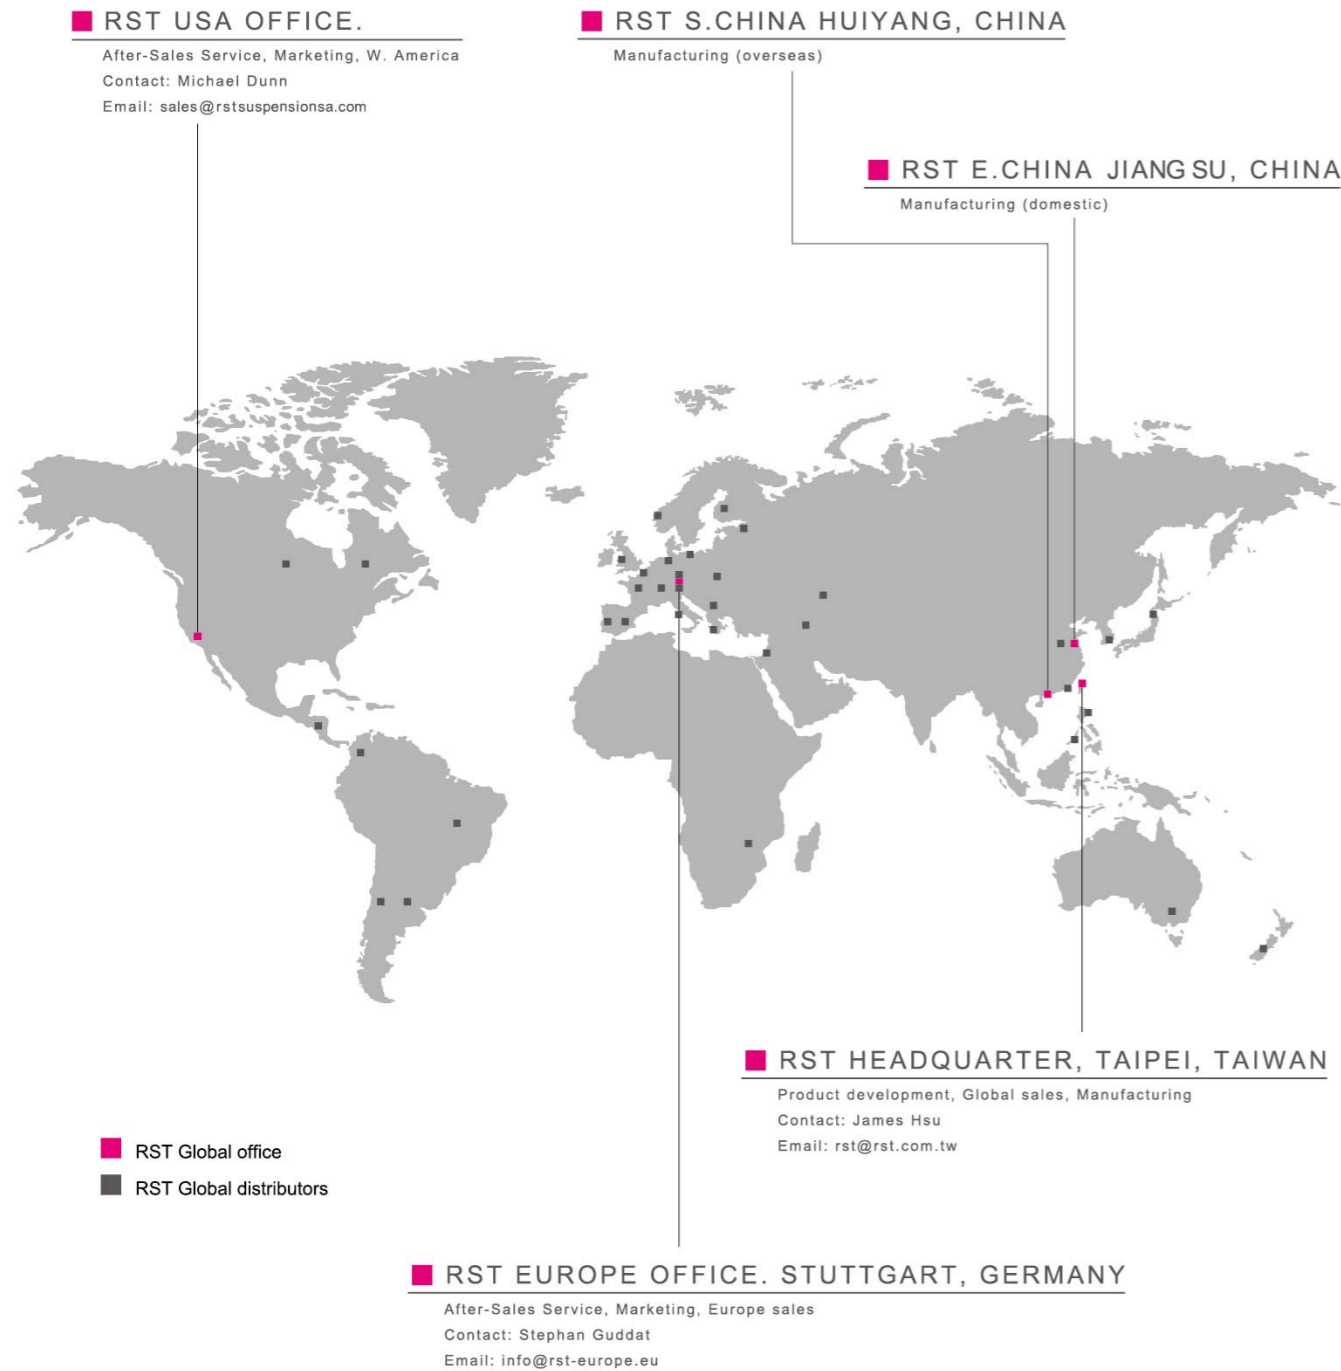 RST USA OFFICE.
After-Sales Service, Marketing, W. America
Contact: Michael Dunn
Email: sales@rstsuspensionsa.com
RST S.CHINA HUIYANG, CHINA
Manufacturing (overseas)
RST E.CHINA JIANG SU, CHINA
Manufacturing (domestic)
RST HEADQUARTER, TAIPEI, TAIWAN
Product development, Global sales, Manufacturing
Contact: James Hsu
Email: rst@rst.com.tw
RST Global office
RST Global distributors
RST EUROPE OFFICE. STUTTGART, GERMANY
After-Sales Service, Marketing, Europe sales
Contact: Stephan Guddat
Email: info@rst-europe.eu